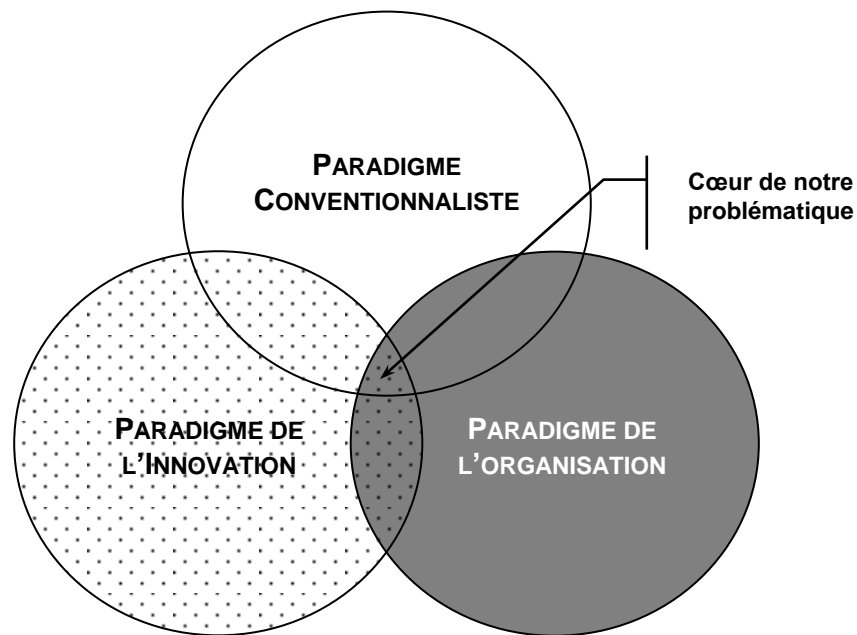 PARADIGME
CONVENTIONNALISTE
Cœur de notre
problématique
PARADIGME DE
L'INNOVATION
PARADIGME DE
L'ORGANISATION